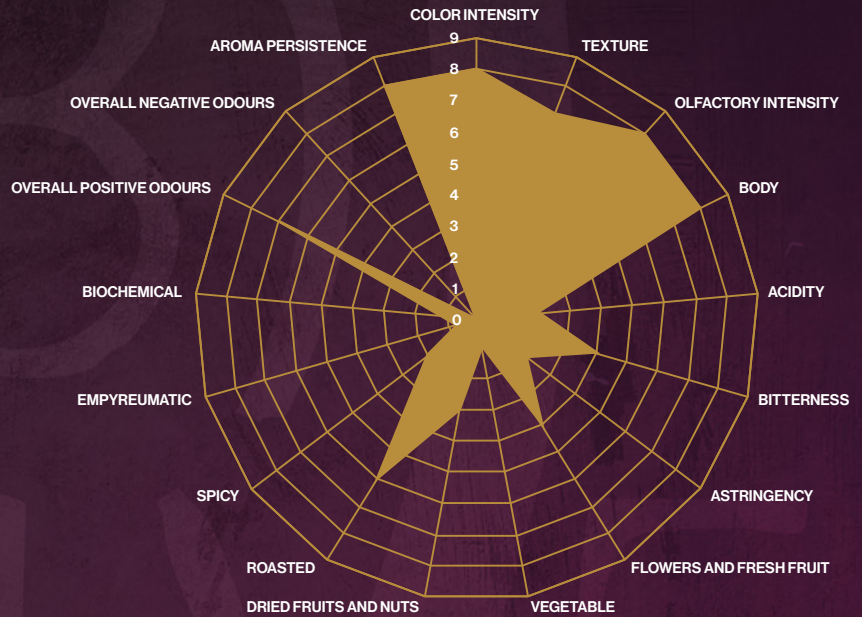 COLOR INTENSITY
TEXTURE
OLFACTORY INTENSITY
BODY
ACIDITY
BITTERNESS
ASTRINGENCY
FLOWERS AND FRESH FRUIT
VEGETABLE
DRIED FRUITS AND NUTS
ROASTED
SPICY
EMPYREUMATIC
BIOCHEMICAL
OVERALL POSITIVE ODOURS
OVERALL NEGATIVE ODOURS
AROMA PERSISTENCE
9
8
7
6
5
4
3
2
1
0